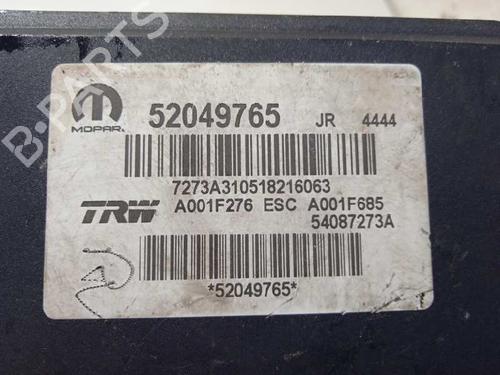 52049765 JR 4444
MOPAR
7273A310518216063
TRW A001F276 ESC A001F685
54087273A
*52049765*
B-PARTS